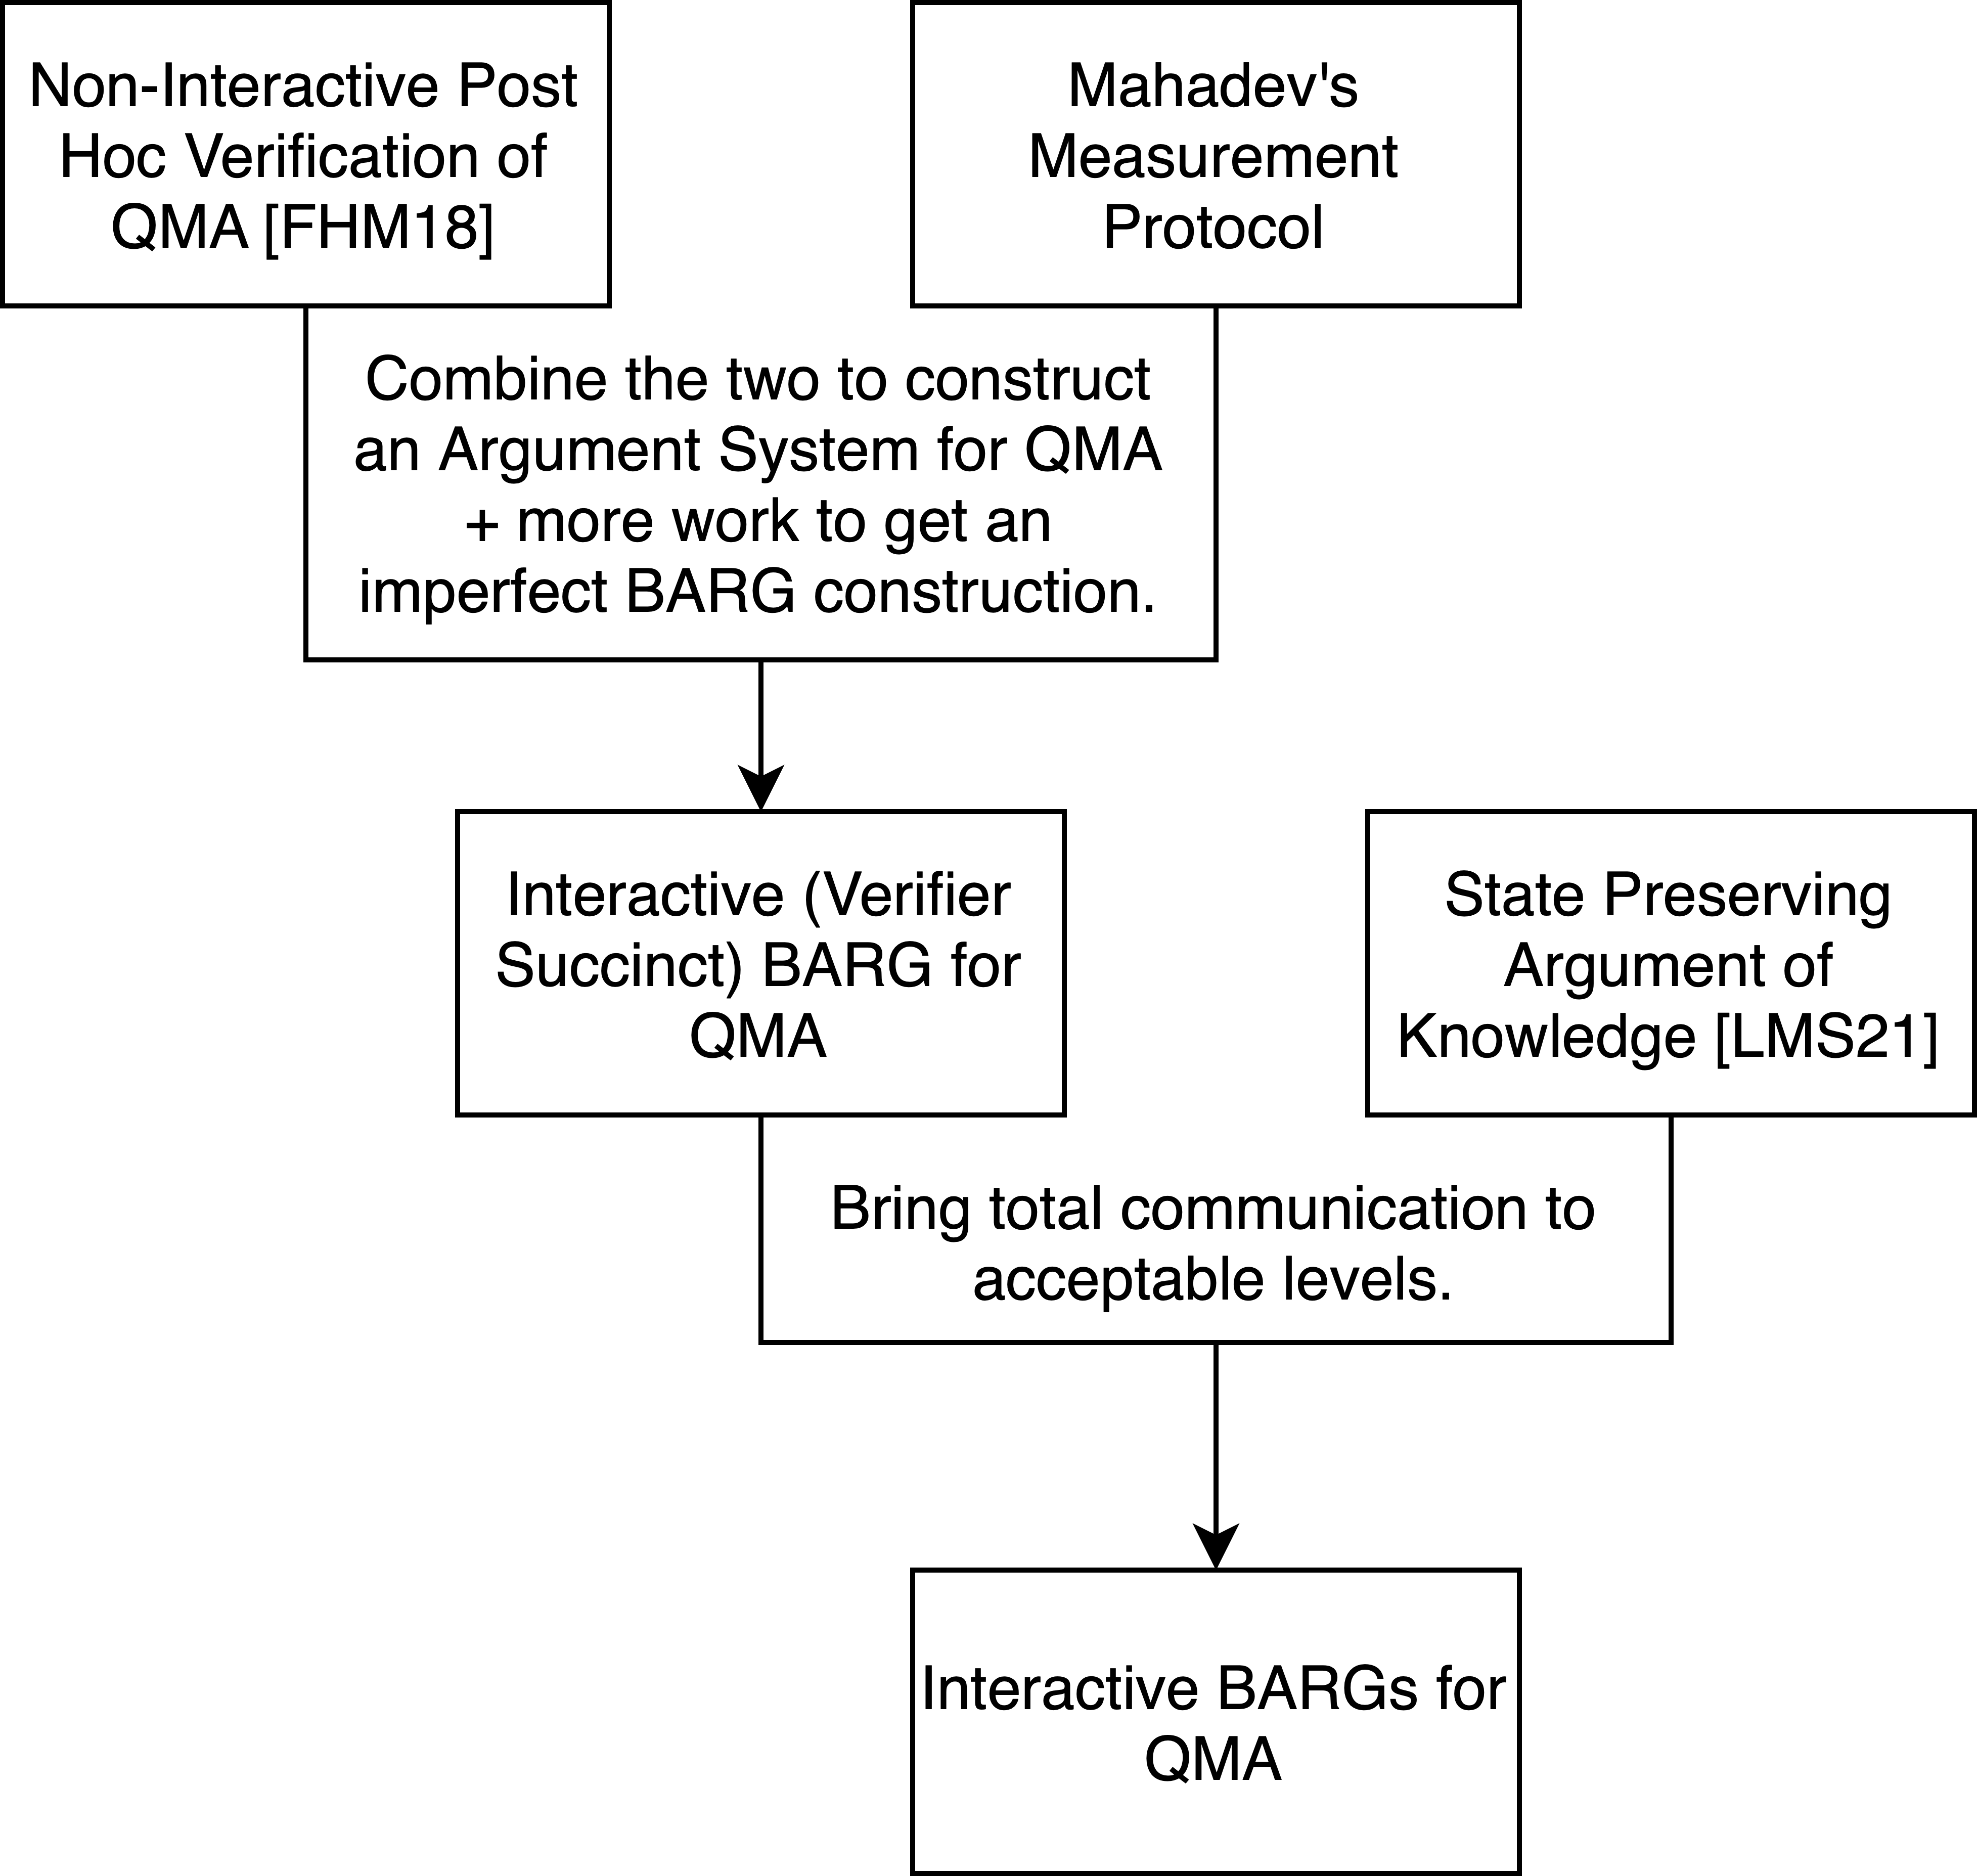 Non-Interactive Post
Hoc Verification of
QMA [FHM18]
Mahadev's
Measurement
Protocol
Combine the two to construct
an Argument System for QMA
+ more work to get an
imperfect BARG construction.
Interactive (Verifier
Succinct) BARG for
QMA
State Preserving
Argument of
Knowledge [LMS21]
Bring total communication to
acceptable levels.
Interactive BARGs for
QMA